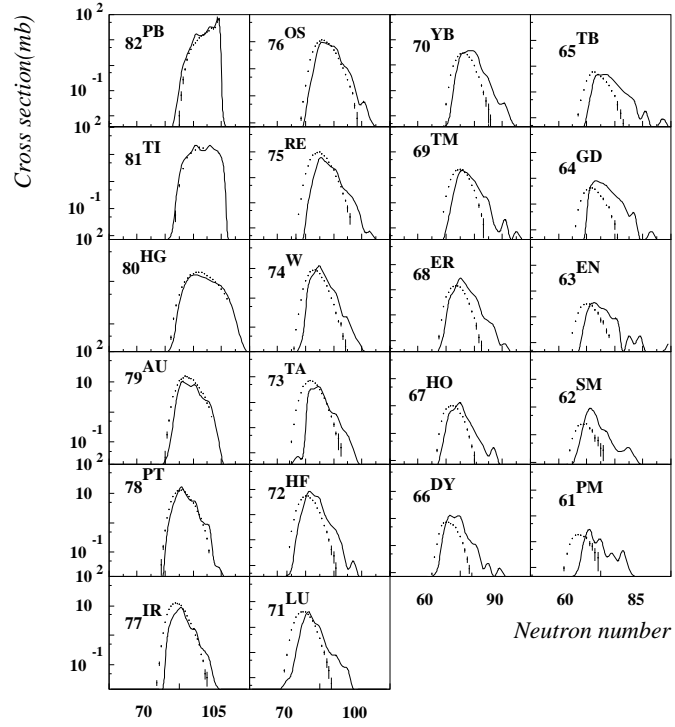 Cross section(mb)
10 2
10 -1
10 2
10 -1
10 2
10 2
10
10 -1
10 2
10
10 -1
10 2
10
10 -1
82 PB
76 OS
70 YB
65 TB
81 TI
75 RE
69 TM
64 GD
80 HG
74 W
68 ER
63 EN
79 AU
73 TA
67 HO
62 SM
78 PT
72 HF
66 DY
61 PM
77 IR
71 LU
60 90 60 85
Neutron number
70 105 70 100